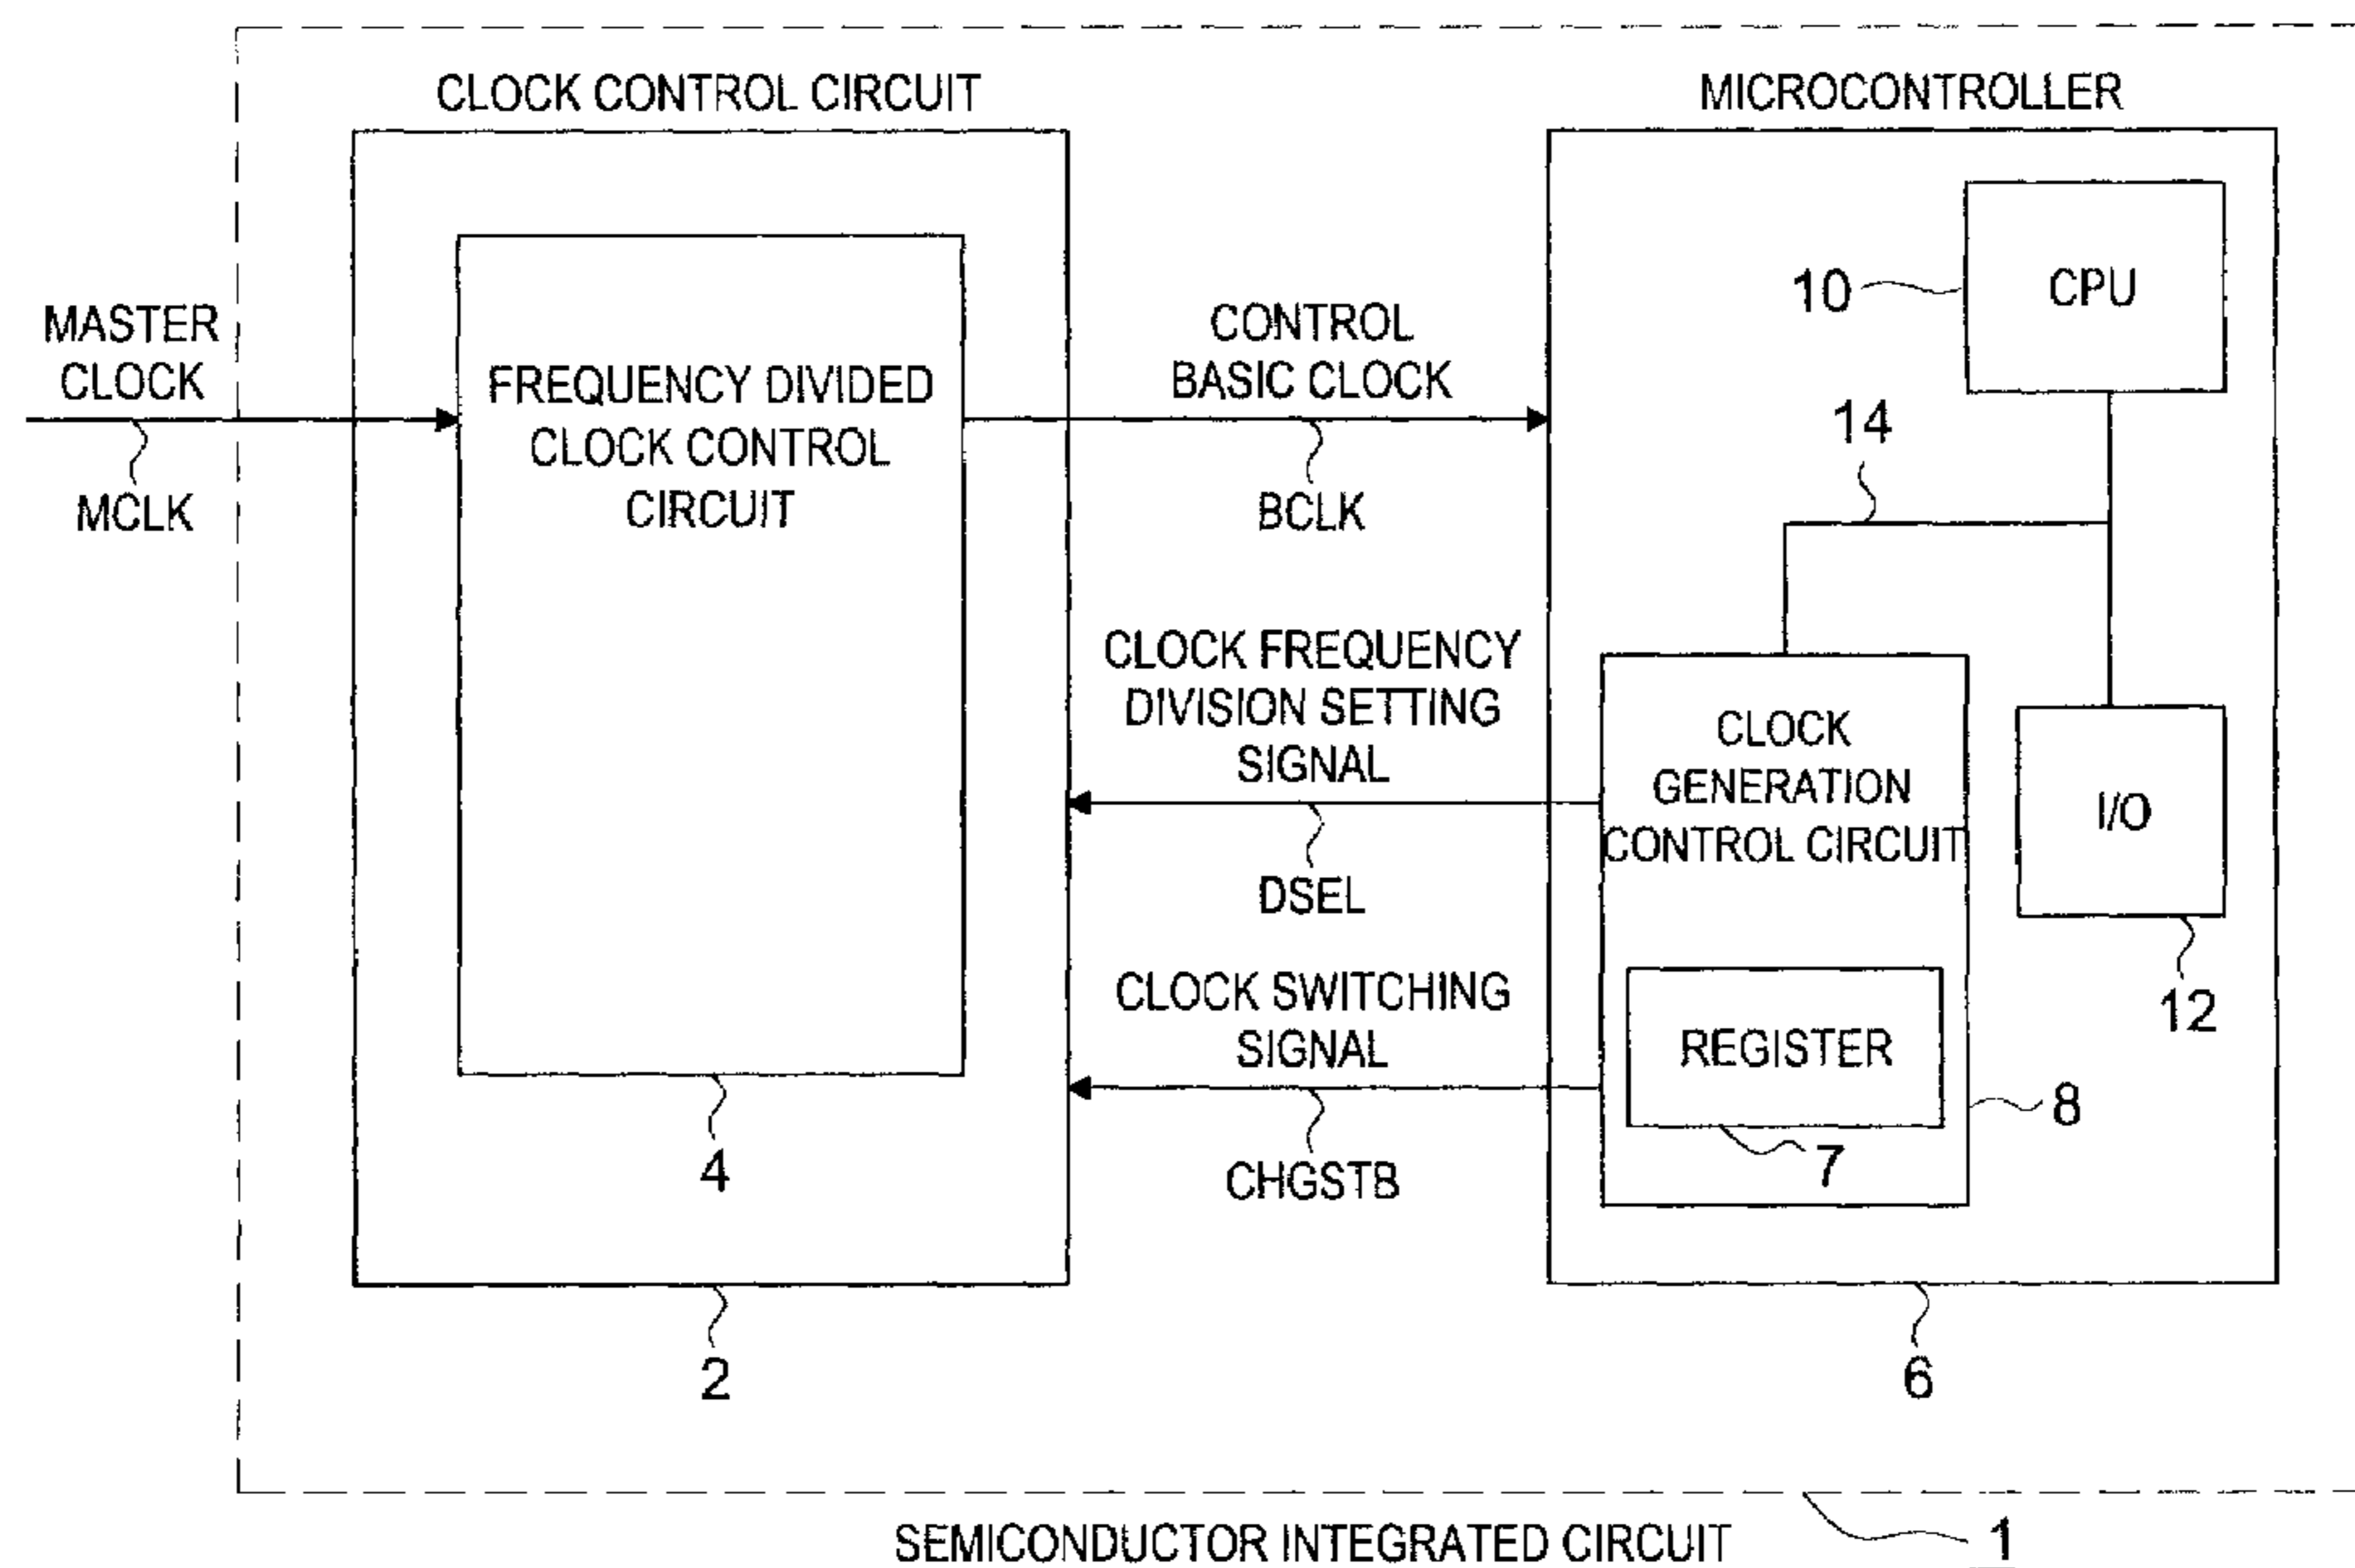 CLOCK CONTROL CIRCUIT
MICROCONTROLLER
MASTER
CLOCK
MCLK
FREQUENCY DIVIDED
CLOCK CONTROL
CIRCUIT
4
2
CONTROL
BASIC CLOCK
BCLK
CLOCK FREQUENCY
DIVISION SETTING
SIGNAL
DSEL
CLOCK SWITCHING
SIGNAL
CHGSTB
10
CPU
14
CLOCK
GENERATION
CONTROL CIRCUIT
I/O
12
REGISTER
8
7
6
SEMICONDUCTOR INTEGRATED CIRCUIT
1